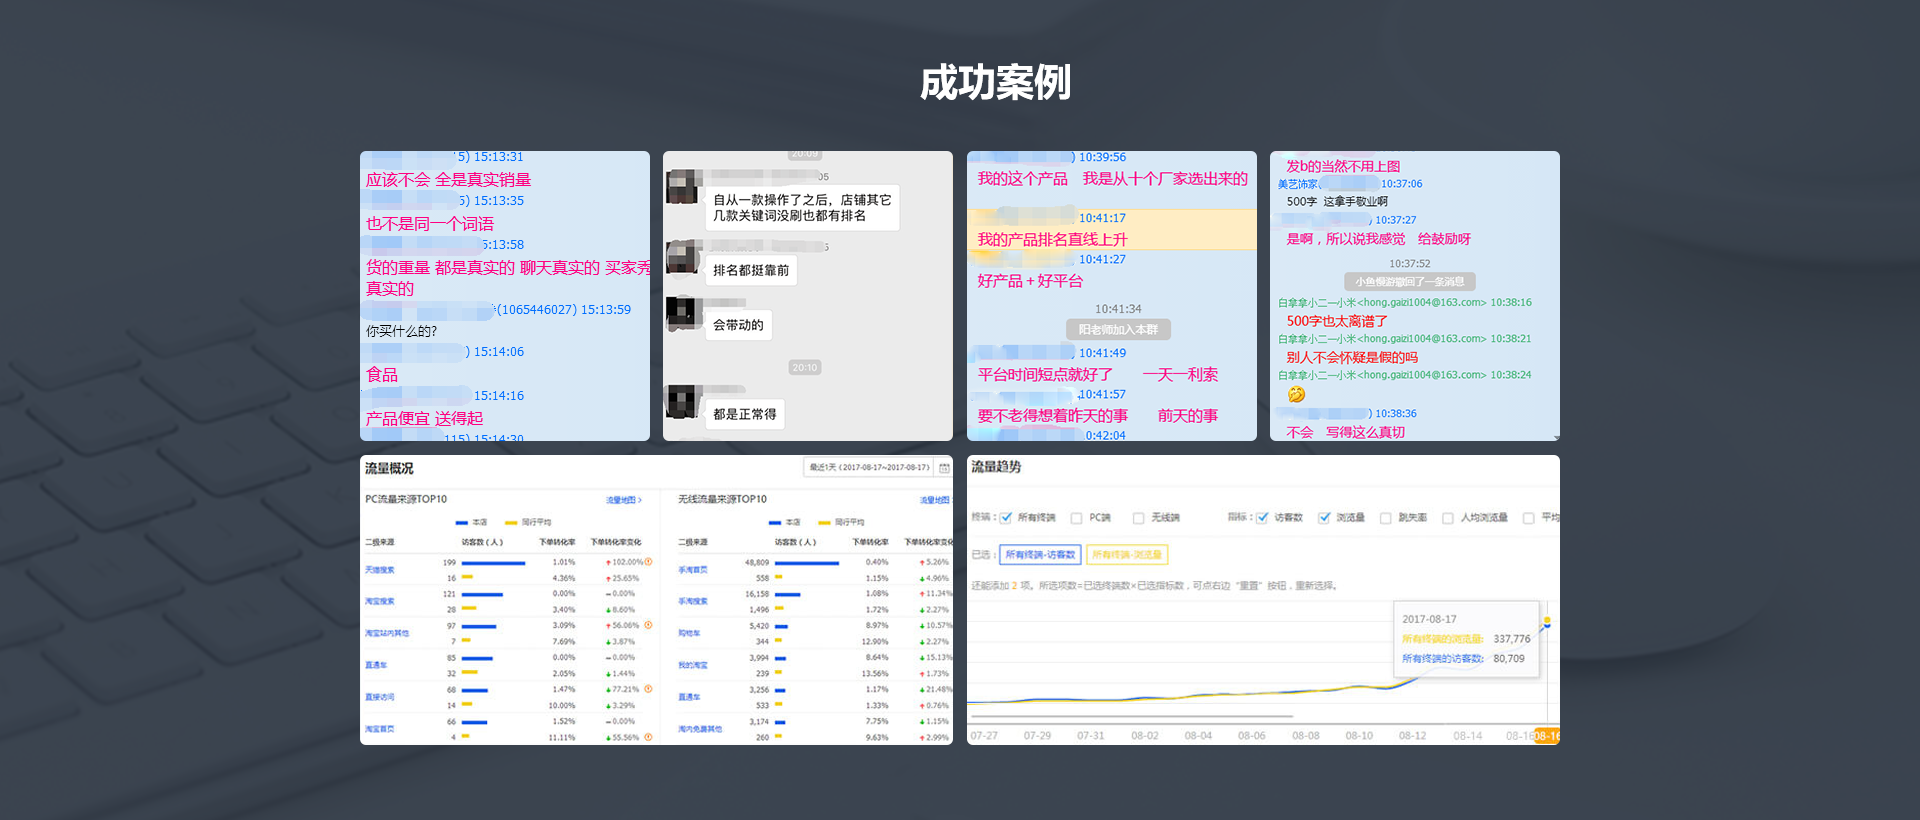 成功案例
5) 15:13:31
应该不会 全是真实销量
5) 15:13:35
也不是同一个词语
5:13:58
货的重量 都是真实的 聊天真实的 买家秀
真实的
(1065446027) 15:13:59
你买什么的?
) 15:14:06
食品
15:14:16
产品便宜 送得起
115) 15:14:30
20:09
05
自从一款操作了之后，店铺其它
几款关键词没刷也都有排名
5
排名都挺靠前
会带动的
20:10
都是正常得
) 10:39:56
我的这个产品 我是从十个厂家选出来的
10:41:17
我的产品排名直线上升
10:41:27
好产品+好平台
10:41:34
阳老师加入本群
) 10:41:49
平台时间短点就好了 一天一利索
10:41:57
要不老得想着昨天的事 前天的事
0:42:04
发b的当然不用上图
美艺饰家( 10:37:06
500字 这拿手敬业啊
) 10:37:27
是啊，所以说我感觉 给鼓励呀
10:37:52
小鱼慢游撤回了一条消息
白拿拿小二—小米<hong.gaizi1004@163.com> 10:38:16
500字也太离谱了
白拿拿小二—小米<hong.gaizi1004@163.com> 10:38:21
别人不会怀疑是假的吗
白拿拿小二—小米<hong.gaizi1004@163.com> 10:38:24
) 10:38:36
不会 写得这么真切
流量概况
最近1天 (2017-08-17~2017-08-17)
PC流量来源TOP10 流量地图 >
本店 同行平均
二级来源 访客数 (人) 下单转化率 下单转化率变化
天猫搜索 199 1.01% 102.00%
16 4.36% 25.65%
淘宝搜索 121 0.00% 0.00%
28 3.40% 8.60%
淘宝站内其他 97 3.09% 56.06%
7 7.69% 3.87%
直通车 85 0.00% 0.00%
32 2.05% 1.44%
直接访问 68 1.47% 77.21%
14 10.00% 3.29%
淘宝首页 66 1.52% 0.00%
4 11.11% 55.56%
无线流量来源TOP10 流量地图
本店 同行平均
二级来源 访客数 (人) 下单转化率 下单转化率变
手淘首页 48,809 0.40% 5.26%
558 1.15% 4.96%
手淘搜索 16,158 1.08% 11.34%
1,496 1.72% 2.27%
购物车 5,420 8.97% 10.57%
344 12.90% 2.27%
我的淘宝 3,994 8.64% 15.13%
239 13.56% 1.73%
直通车 3,256 1.17% 21.48%
533 1.33% 0.76%
淘内免费其他 3,174 7.75% 1.15%
260 9.63% 2.99%
流量趋势
终端： 所有终端 PC端 无线端 指标： 访客数 浏览量 跳失率 人均浏览量 平均
已选： 所有终端-访客数 所有终端-浏览量
还能添加 2 项。所选项数=已选终端数×已选指标数，可点右边 "重置" 按钮，重新选择。
2017-08-17
所有终端的浏览量: 337,776
所有终端的访客数: 80,709
07-27 07-29 07-31 08-02 08-04 08-06 08-08 08-10 08-12 08-14 08-16 08-16